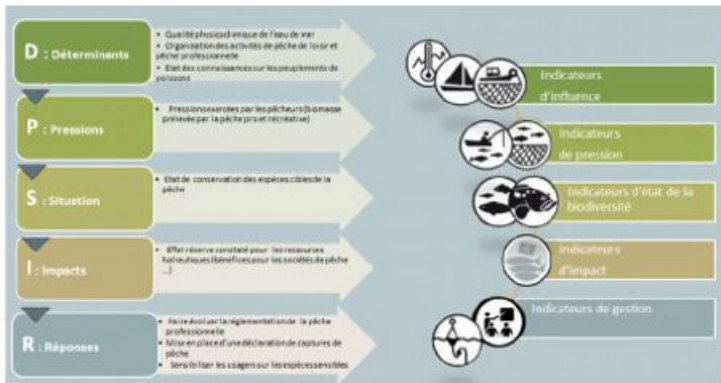 D : Déterminants
• Qualité physicochimique de l'eau de mer
• Organisation des activités de pêche de loisir et
pêche professionnelle
• Etat des connaissances sur les peuplements de
poissons
Indicateurs
d'influence
P : Pressions
• Pressions exercées par les pêcheurs (biomasse
prélevée par la pêche pro et récréative)
Indicateurs
de pression
S : Situation
• Etat de conservation des espèces cibles de la
pêche
Indicateurs d'état de la
biodiversité
I : Impacts
• Effet réserve constaté pour les ressources
halieutiques (bénéfices pour les sociétés de pêche
...)
Indicateurs
d'impact
R : Réponses
• Faire évoluer la réglementation de la pêche
professionnelle
• Mise en place d'une déclaration de captures de
pêche
• Sensibiliser les usagers sur les espèces sensibles
Indicateurs de gestion